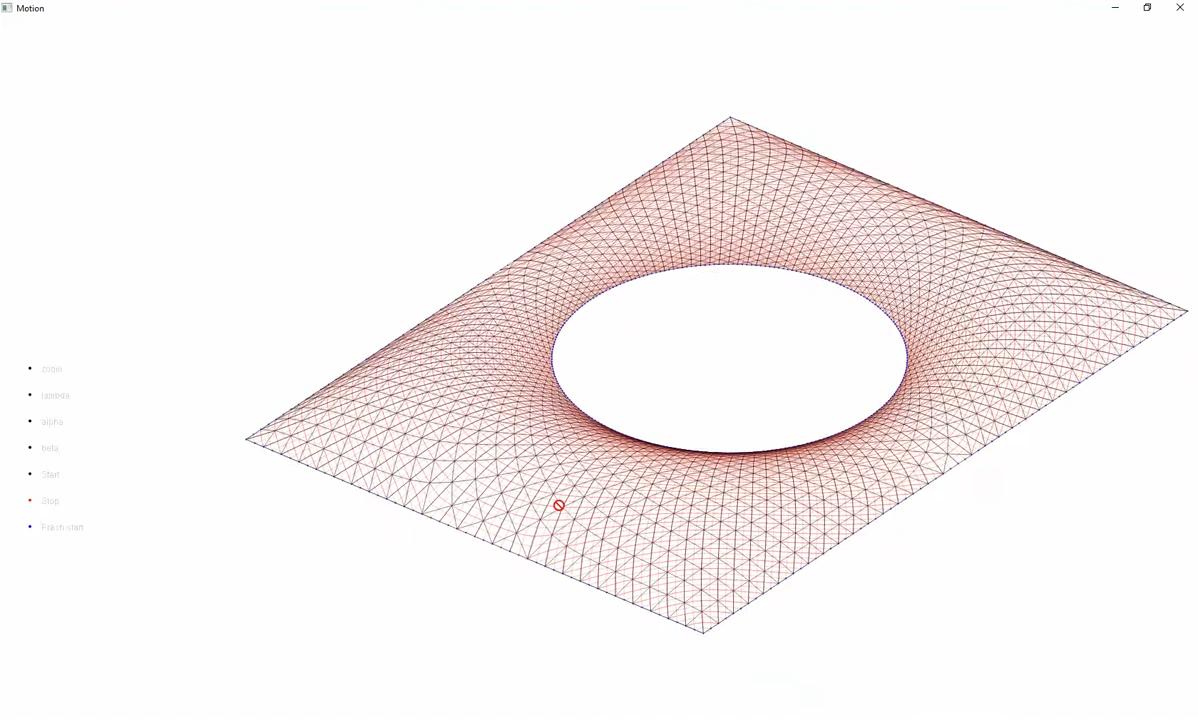 Motion
zoom
lambda
alpha
beta
Start
Stop
Fresh start